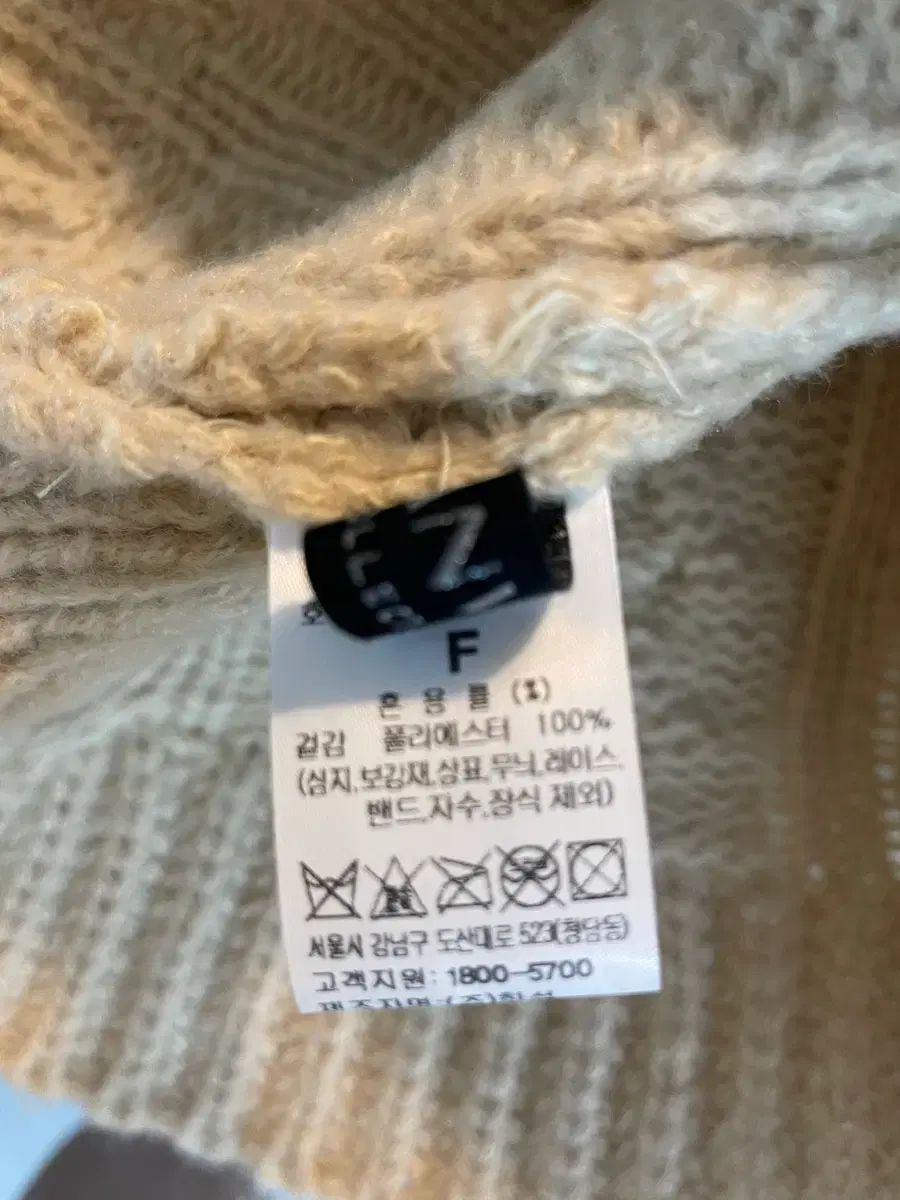 F
혼 용 률 (%)
겉감 폴리에스터 100%
(심지,보강재,상표,무늬,레이스,
밴드,자수,장식 제외)
서울시 강남구 도산대로 523(청담동)
고객지원: 1800-5700